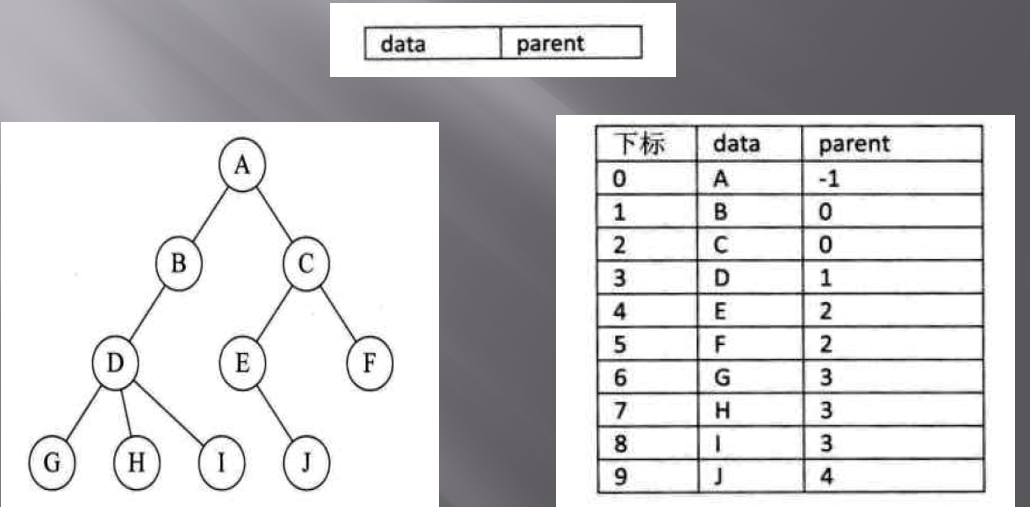 data parent
A
B C
D E F
G H I J
下标 data parent
0 A -1
1 B 0
2 C 0
3 D 1
4 E 2
5 F 2
6 G 3
7 H 3
8 I 3
9 J 4